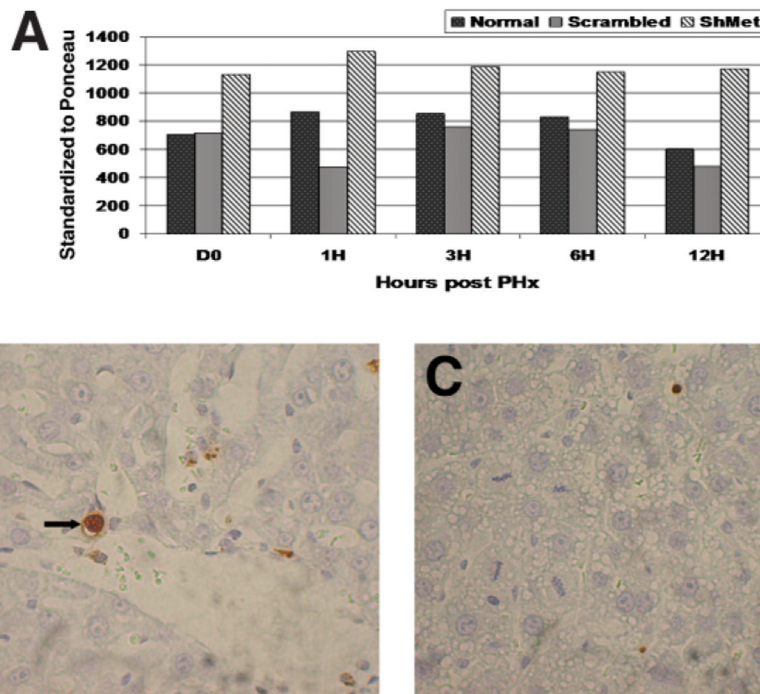 A
Normal Scrambled ShMet
Standardized to Ponceau
1400
1200
1000
800
600
400
200
0
D0 1H 3H 6H 12H
Hours post PHx
C